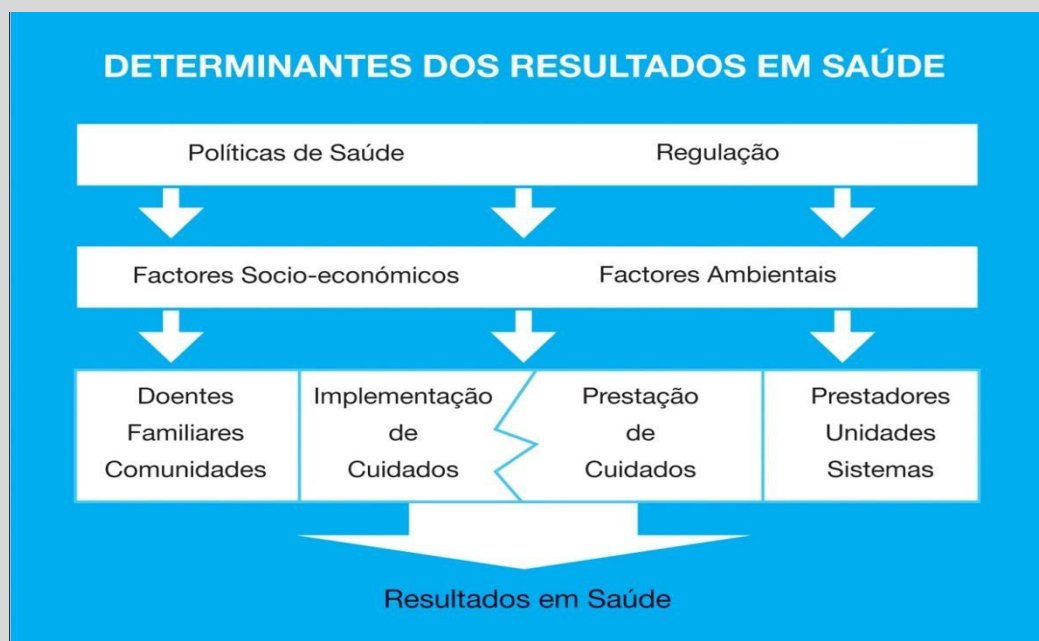 DETERMINANTES DOS RESULTADOS EM SAÚDE
Políticas de Saúde
Regulação
Factores Socio-económicos
Factores Ambientais
Doentes
Familiares
Comunidades
Implementação
de
Cuidados
Prestação
de
Cuidados
Prestadores
Unidades
Sistemas
Resultados em Saúde